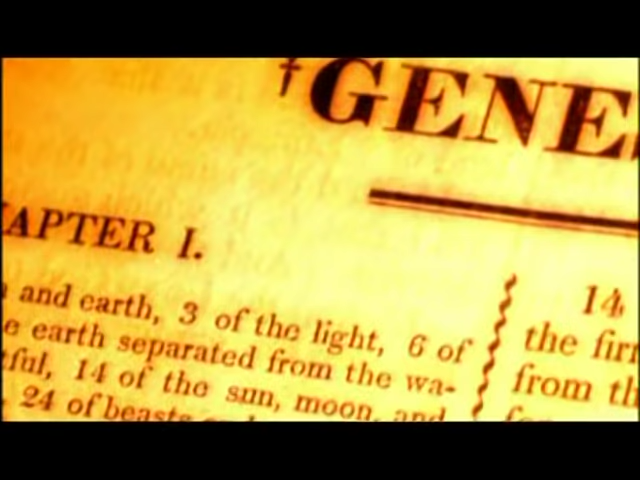 †GENE
APTER I.
and earth, 3 of the light, 6 of
earth separated from the wa-
tful, 14 of the sun, moon, and
24 of beasts
14
the fir
from th